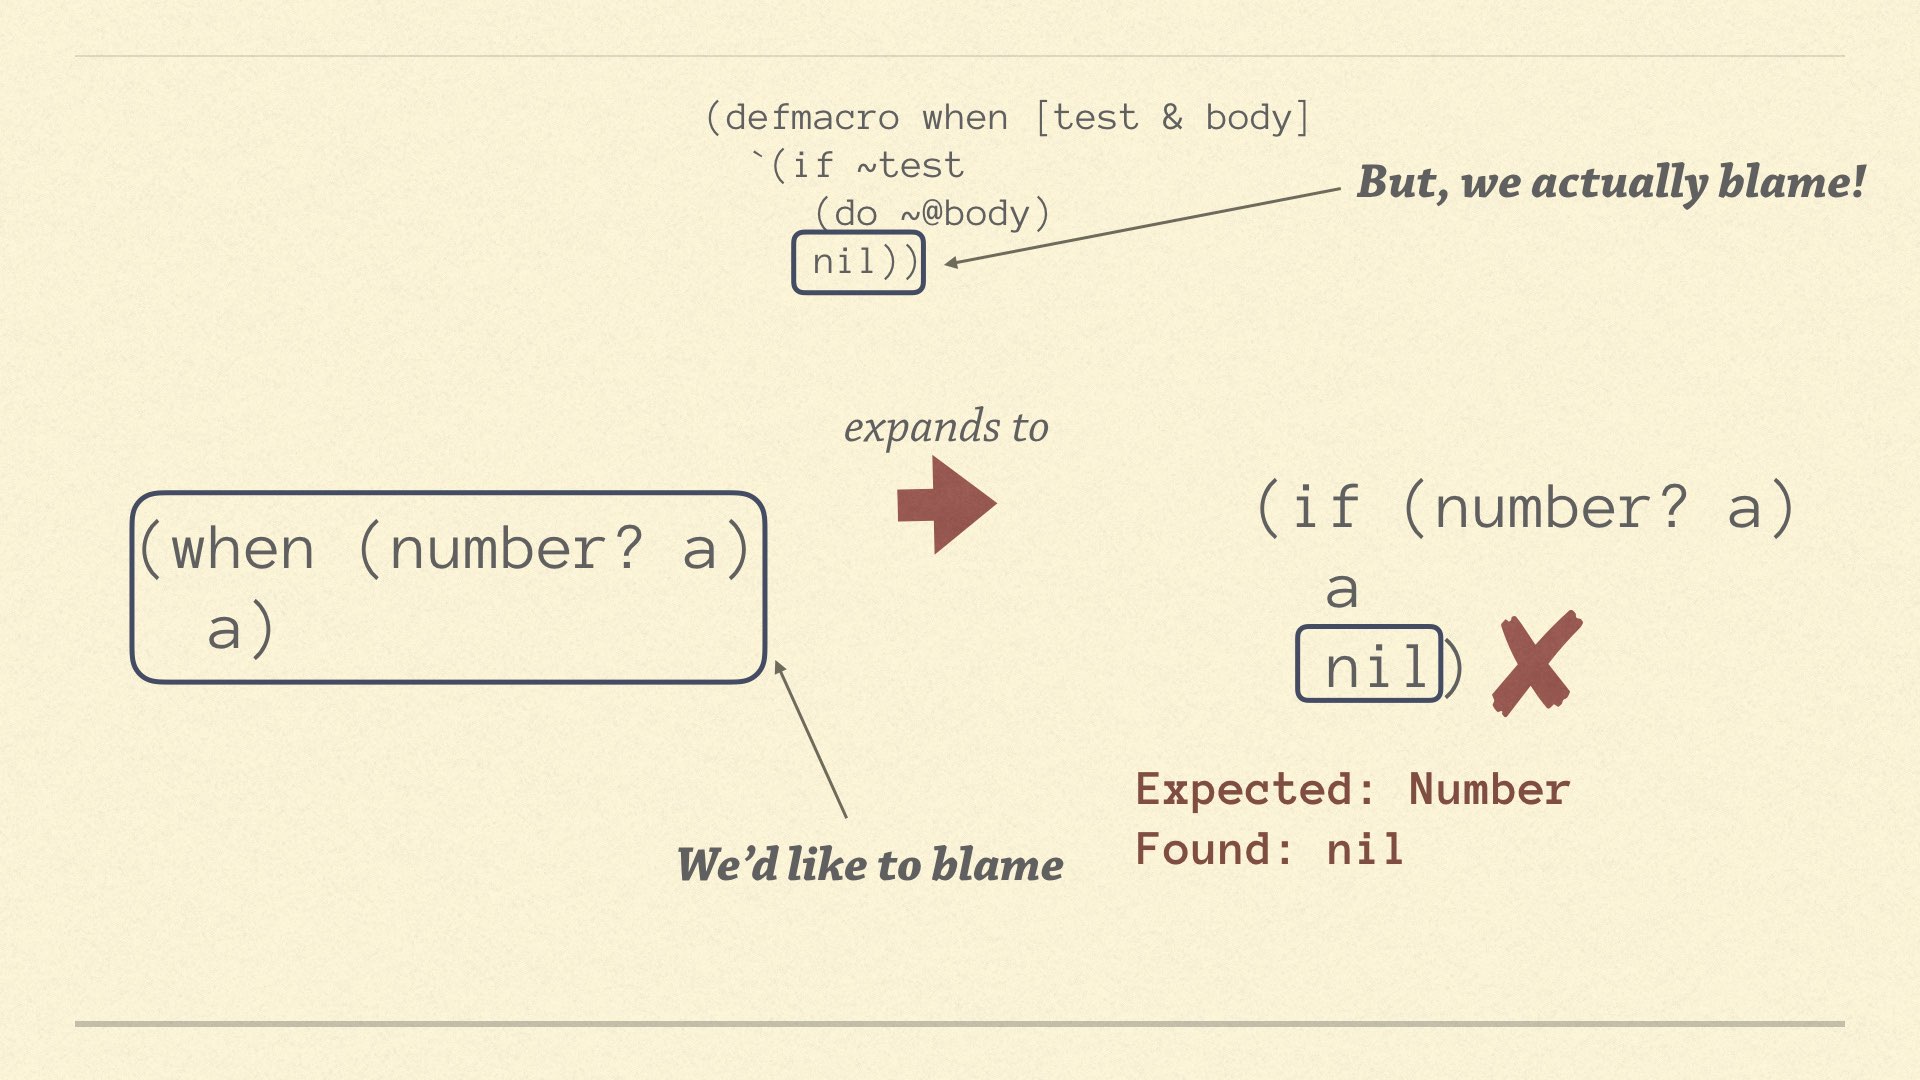 (defmacro when [test & body]
`(if ~test
(do ~@body)
nil))
But, we actually blame!
expands to
(when (number? a)
a)
(if (number? a)
a
nil)
We’d like to blame
Expected: Number
Found: nil